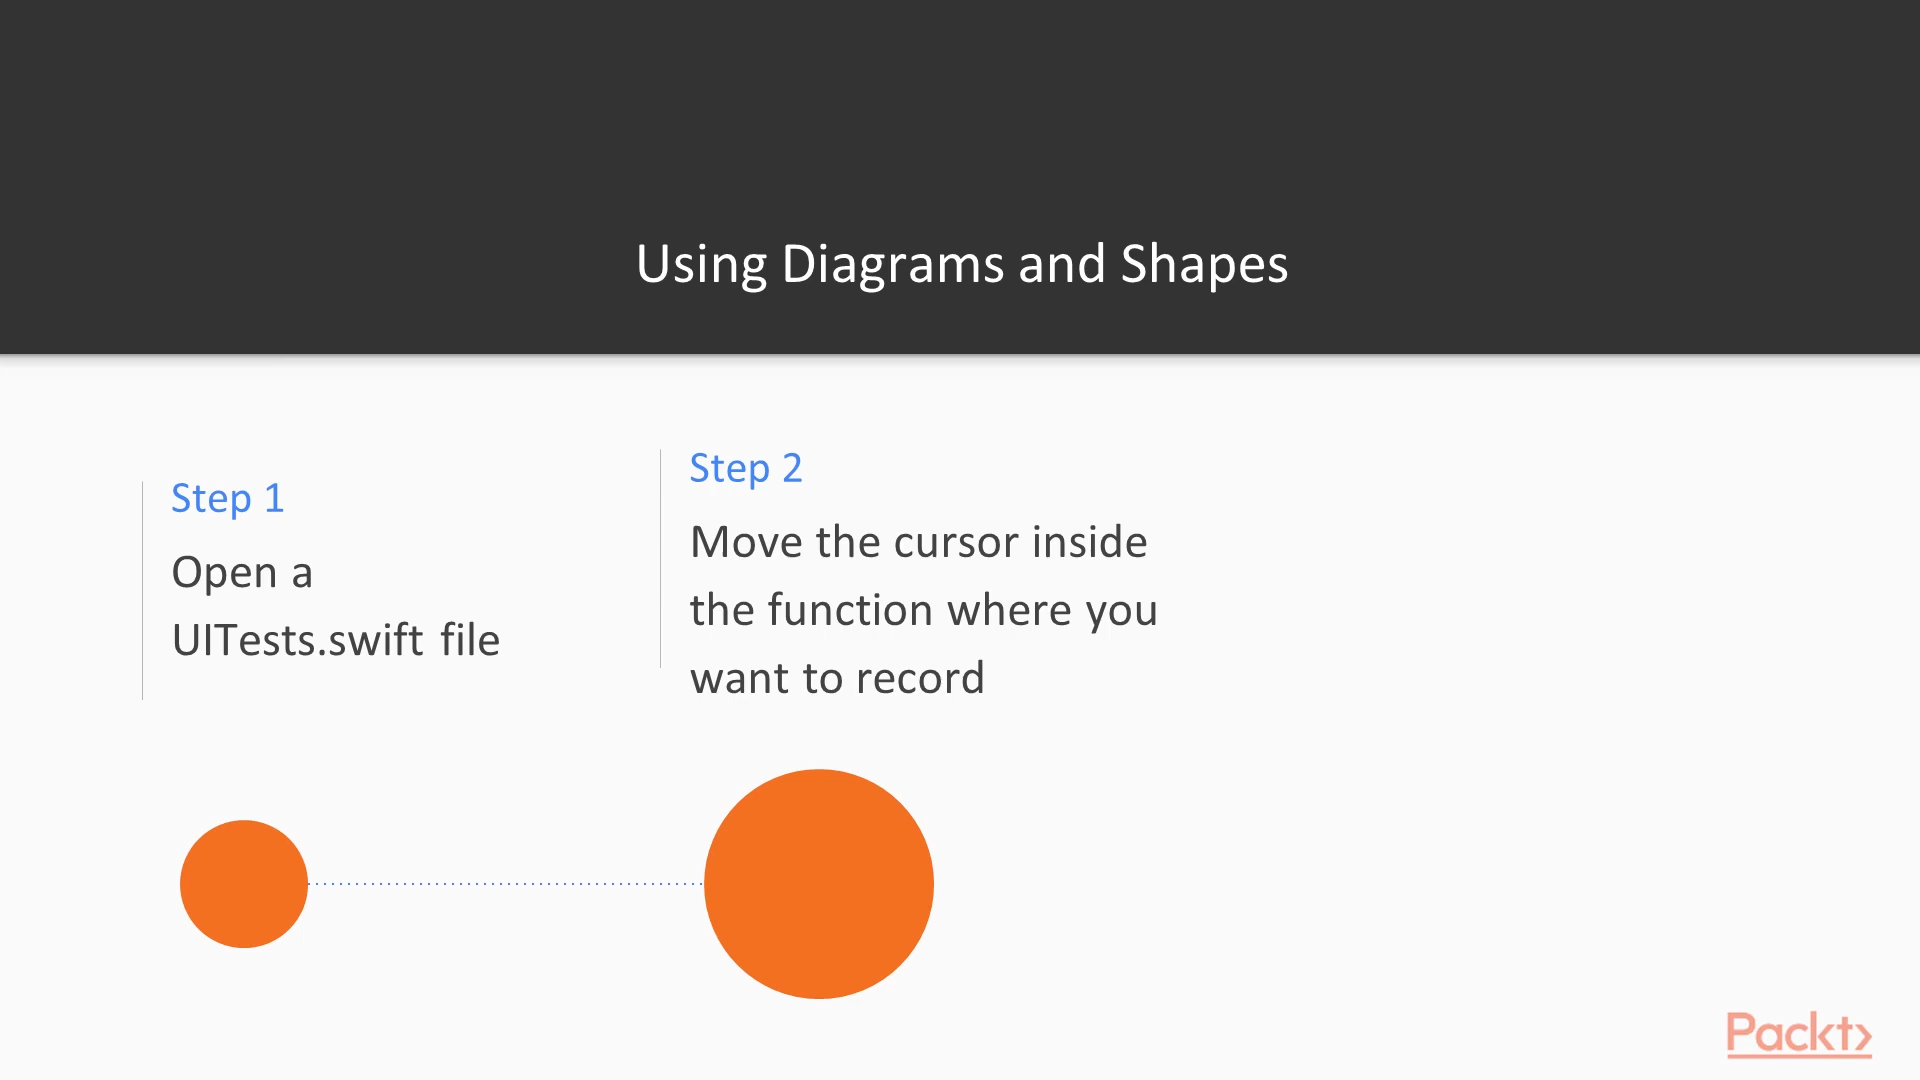 Using Diagrams and Shapes
Step 1
Open a
UITests.swift file
Step 2
Move the cursor inside
the function where you
want to record
Packt>